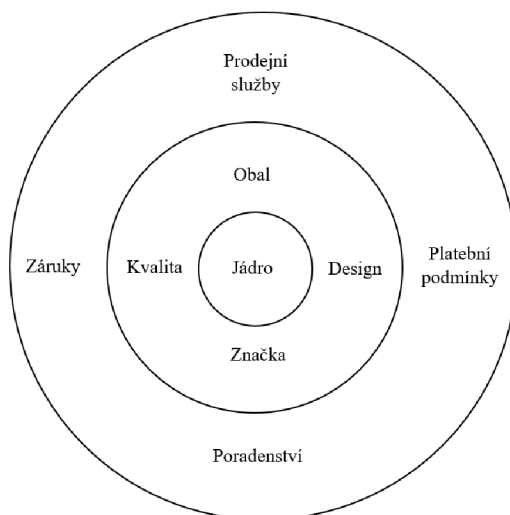 Prodejní
služby
Obal
Záruky
Kvalita
Jádro
Design
Platební
podmínky
Značka
Poradenství